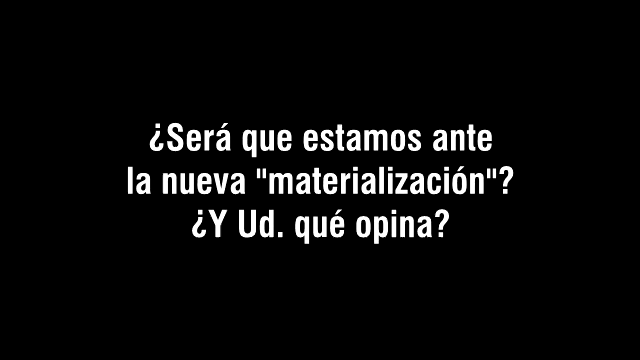 ¿Será que estamos ante
la nueva "materialización"?
¿Y Ud. qué opina?